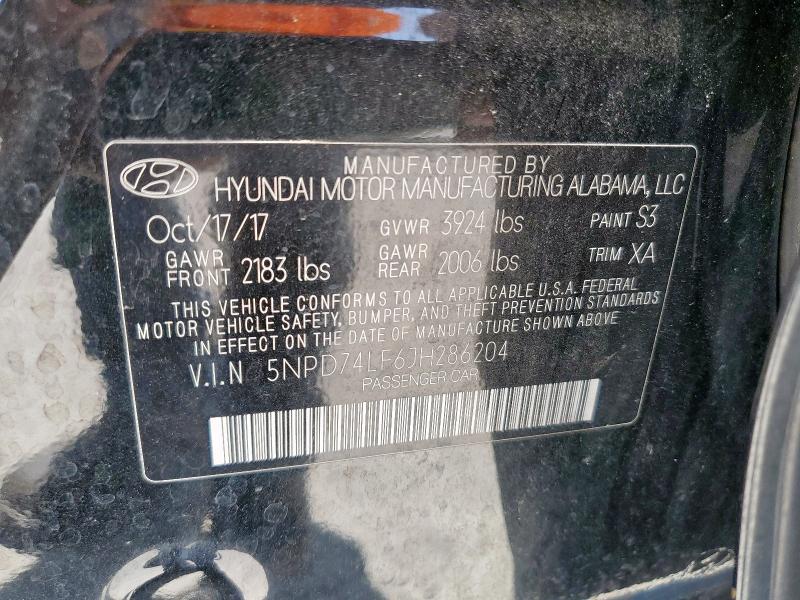 MANUFACTURED BY
HYUNDAI MOTOR MANUFACTURING ALABAMA, LLC
Oct/17/17 GVWR 3924 lbs PAINT S3
GAWR FRONT 2183 lbs GAWR REAR 2006 lbs TRIM XA
THIS VEHICLE CONFORMS TO ALL APPLICABLE U.S.A. FEDERAL
MOTOR VEHICLE SAFETY, BUMPER, AND THEFT PREVENTION STANDARDS
IN EFFECT ON THE DATE OF MANUFACTURE SHOWN ABOVE
V.I.N 5NPD74LF6JH286204
PASSENGER CAR